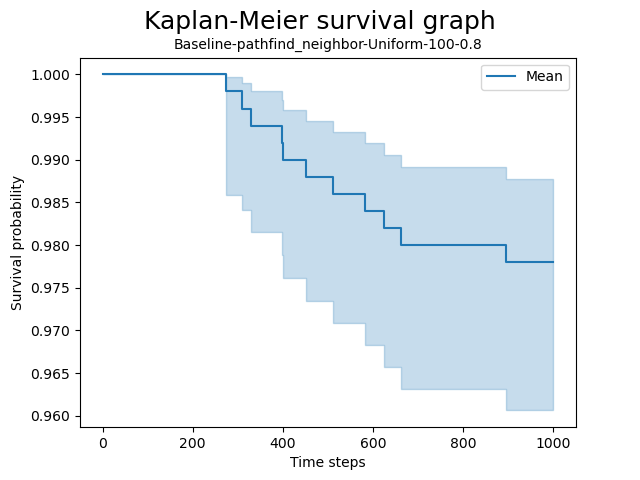 Kaplan-Meier survival graph
Baseline-pathfind_neighbor-Uniform-100-0.8
Mean
Survival probability
1.000
0.995
0.990
0.985
0.980
0.975
0.970
0.965
0.960
0 200 400 600 800 1000
Time steps